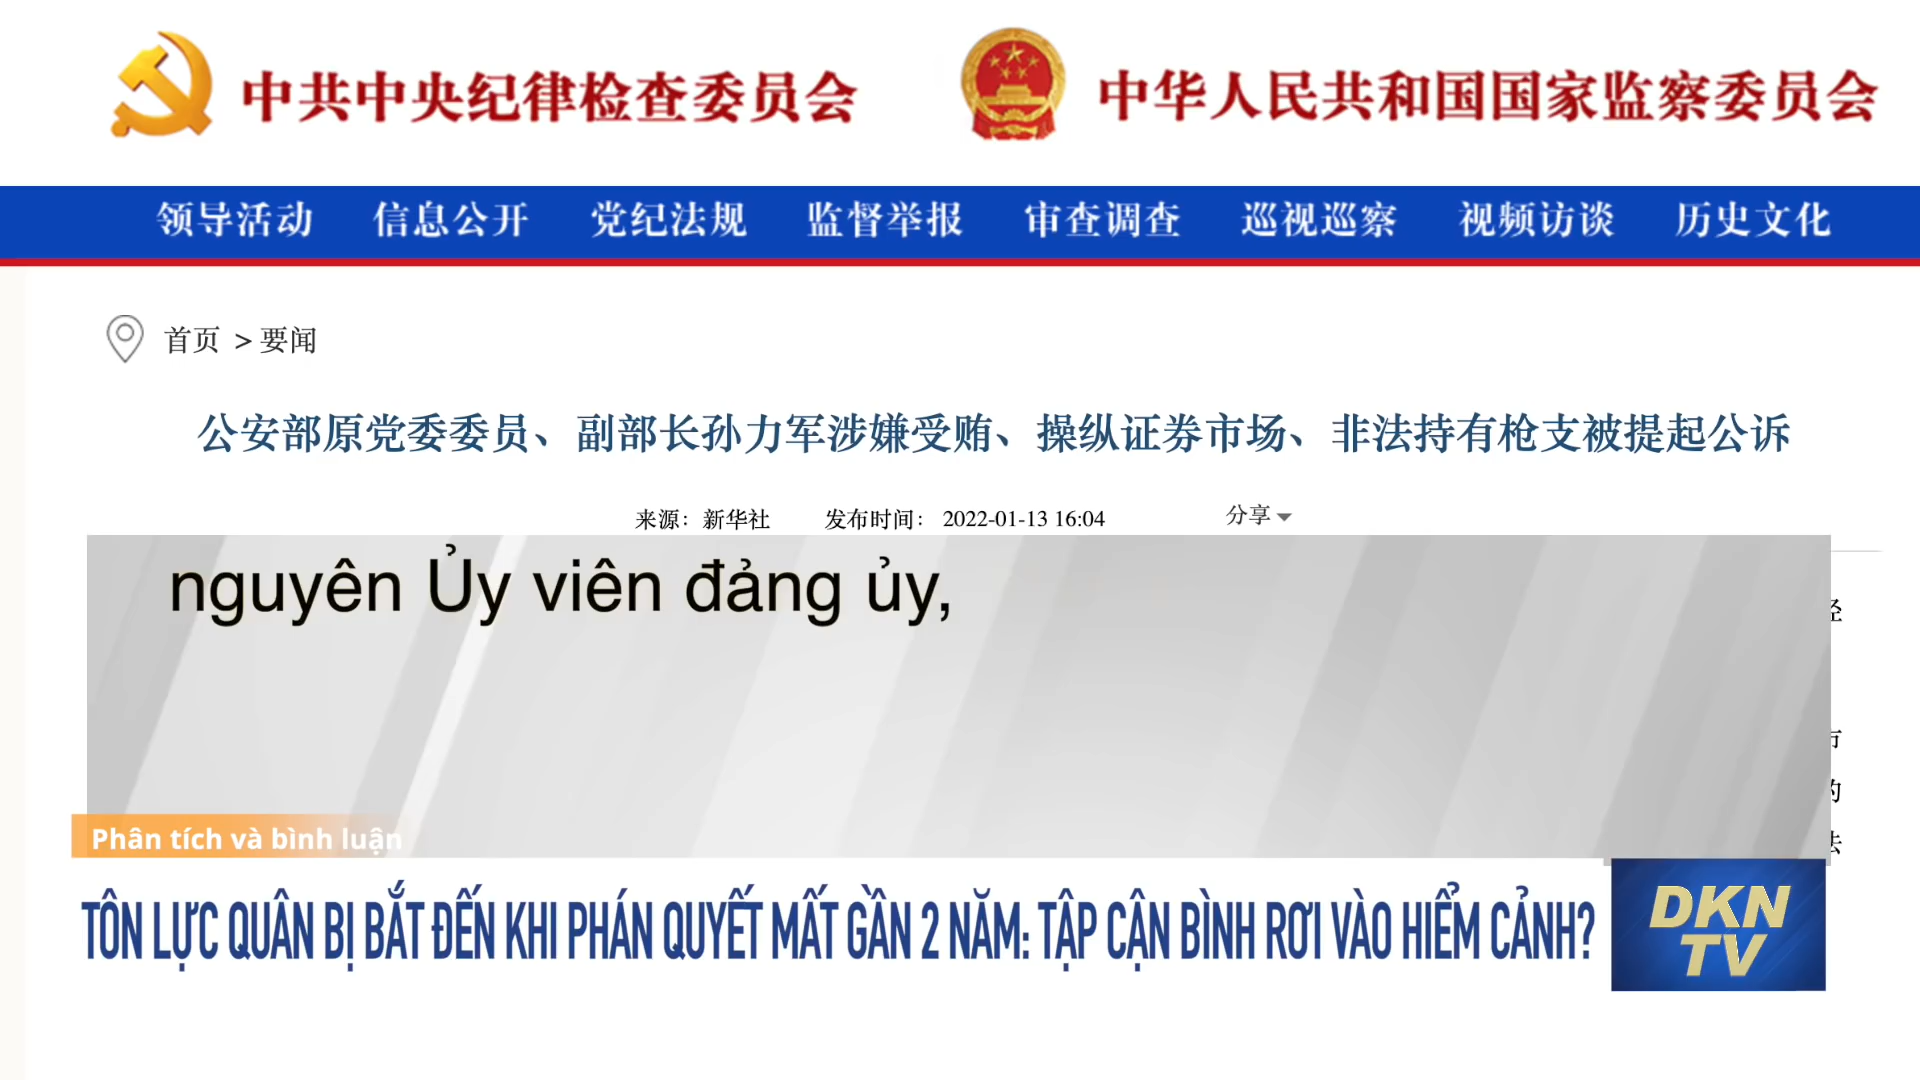 中共中央纪律检查委员会 中华人民共和国国家监察委员会
领导活动 信息公开 党纪法规 监督举报 审查调查 巡视巡察 视频访谈 历史文化
首页 > 要闻
公安部原党委委员、副部长孙力军涉嫌受贿、操纵证券市场、非法持有枪支被提起公诉
来源：新华社 发布时间： 2022-01-13 16:04 分享
nguyên Ủy viên đảng ủy,
Phân tích và bình luận
TÔN LỰC QUÂN BỊ BẮT ĐẾN KHI PHÁN QUYẾT MẤT GẦN 2 NĂM: TẬP CẬN BÌNH RƠI VÀO HIỂM CẢNH?
DKN
TV